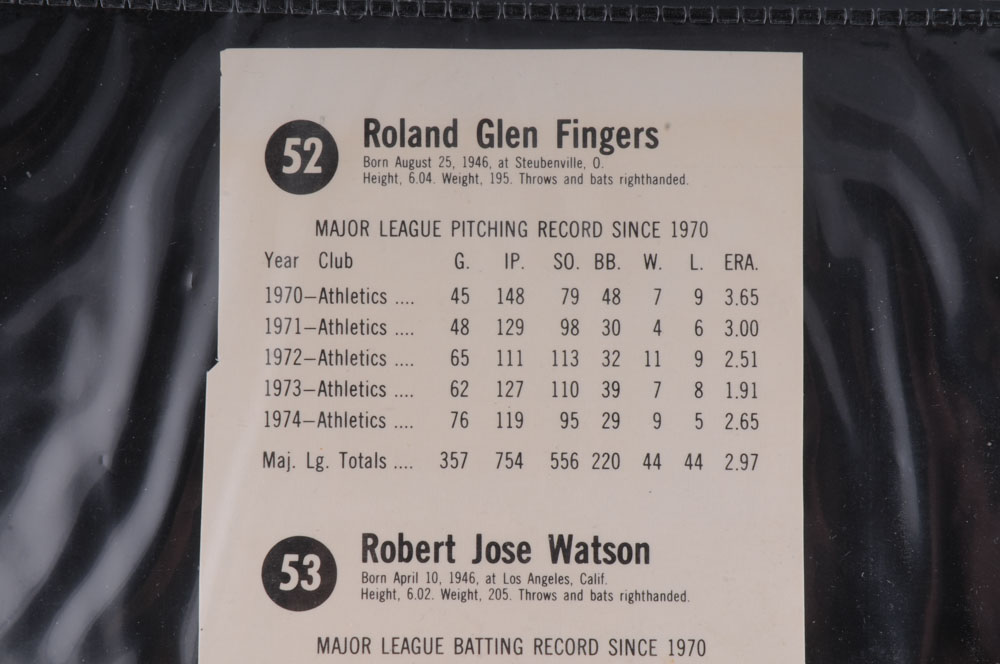 52
Roland Glen Fingers
Born August 25, 1946, at Steubenville, O.
Height, 6.04. Weight, 195. Throws and bats righthanded.
MAJOR LEAGUE PITCHING RECORD SINCE 1970
Year Club G. IP. SO. BB. W. L. ERA.
1970—Athletics .... 45 148 79 48 7 9 3.65
1971—Athletics .... 48 129 98 30 4 6 3.00
1972—Athletics .... 65 111 113 32 11 9 2.51
1973—Athletics .... 62 127 110 39 7 8 1.91
1974—Athletics .... 76 119 95 29 9 5 2.65
Maj. Lg. Totals .... 357 754 556 220 44 44 2.97
53
Robert Jose Watson
Born April 10, 1946, at Los Angeles, Calif.
Height, 6.02. Weight, 205. Throws and bats righthanded.
MAJOR LEAGUE BATTING RECORD SINCE 1970